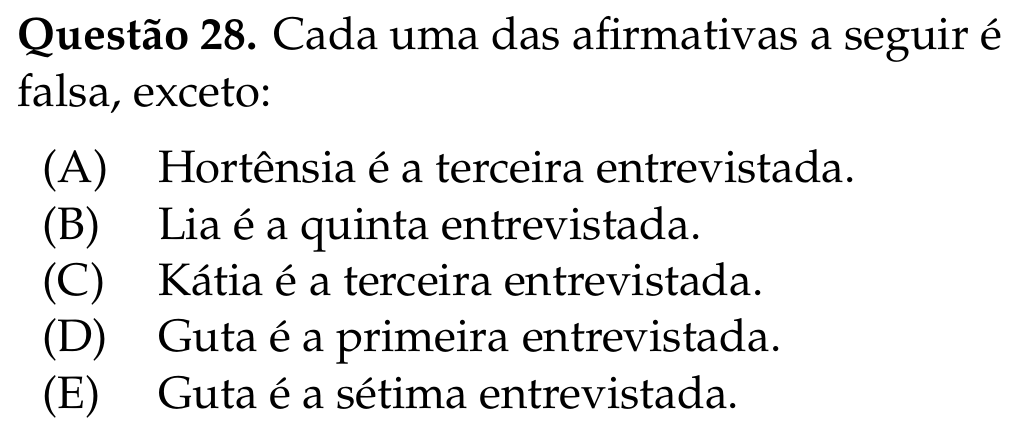 Questão 28. Cada uma das afirmativas a seguir é
falsa, exceto:
(A) Hortênsia é a terceira entrevistada.
(B) Lia é a quinta entrevistada.
(C) Kátia é a terceira entrevistada.
(D) Guta é a primeira entrevistada.
(E) Guta é a sétima entrevistada.